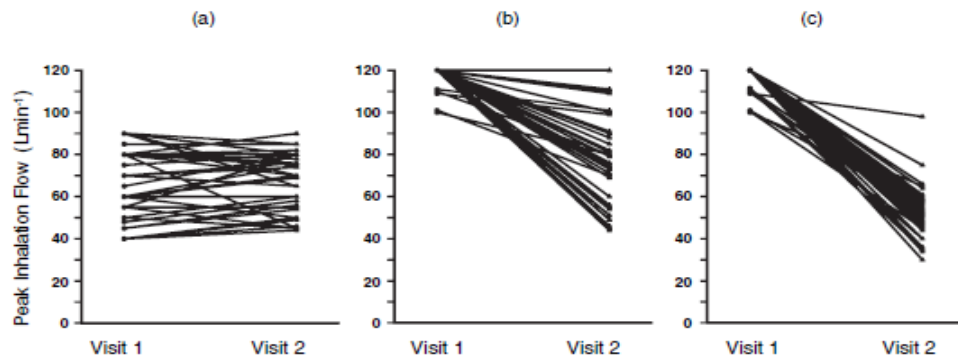 (a) (b) (c)
Peak Inhalation Flow (Lmin⁻¹)
120 120 120
100 100 100
80 80 80
60 60 60
40 40 40
20 20 20
0 0 0
Visit 1 Visit 2 Visit 1 Visit 2 Visit 1 Visit 2